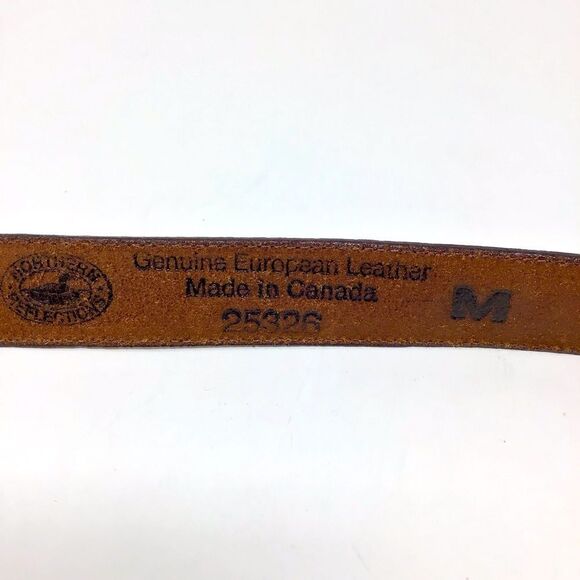 NORTHERN
REFLECTIONS
Genuine European Leather
Made in Canada
25326
M